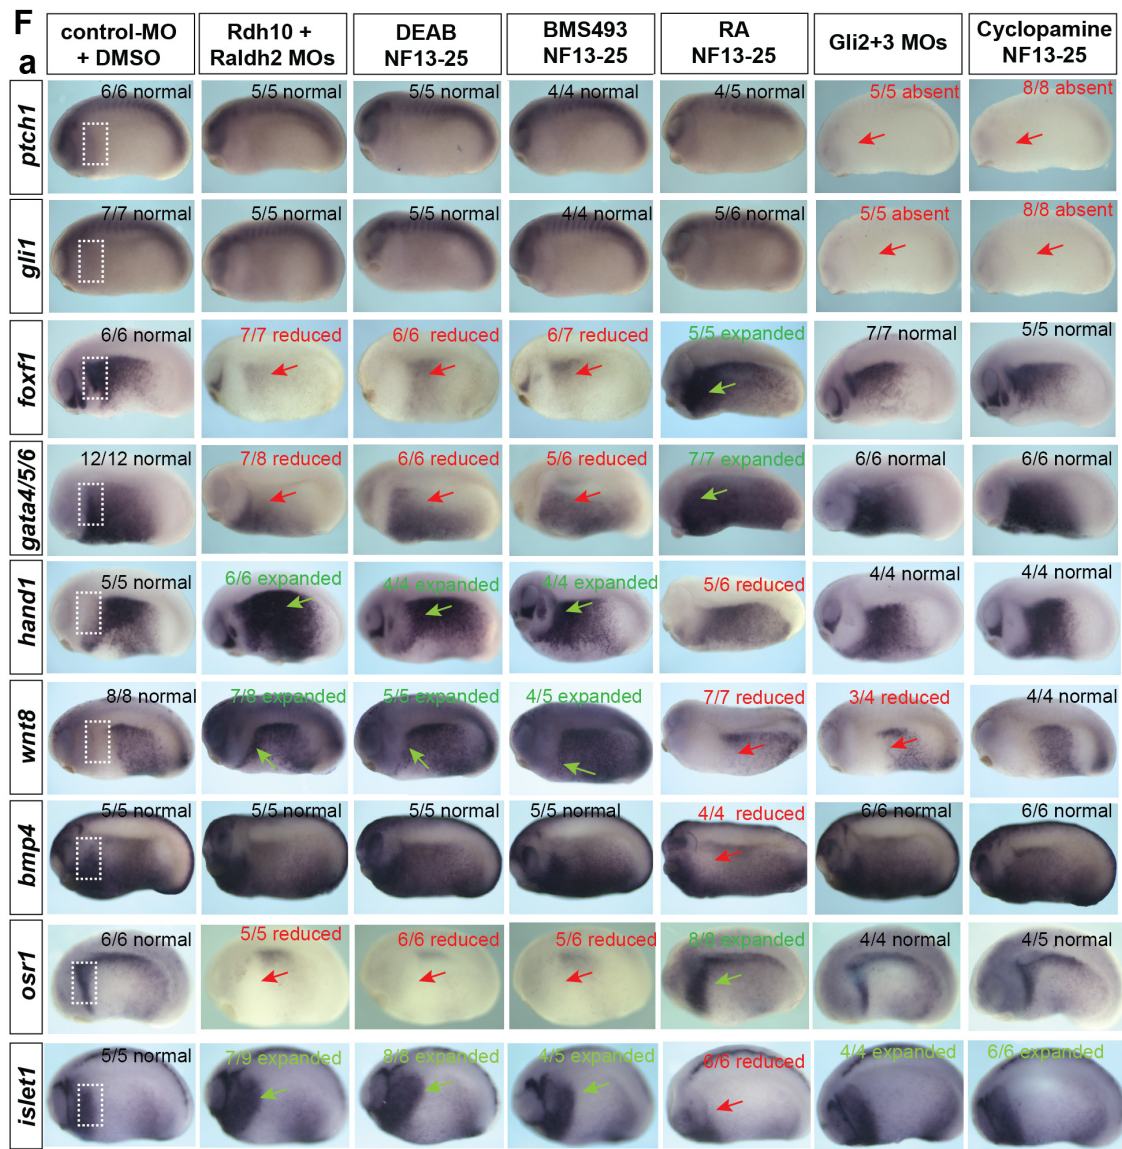 F
a
control-MO
+ DMSO
Rdh10 +
Raldh2 MOs
DEAB
NF13-25
BMS493
NF13-25
RA
NF13-25
Gli2+3 MOs
Cyclopamine
NF13-25
ptch1
6/6 normal
5/5 normal
5/5 normal
4/4 normal
4/5 normal
5/5 absent
8/8 absent
gli1
7/7 normal
5/5 normal
5/5 normal
4/4 normal
5/6 normal
5/5 absent
8/8 absent
foxf1
6/6 normal
7/7 reduced
6/6 reduced
6/7 reduced
5/5 expanded
7/7 normal
5/5 normal
gata4/5/6
12/12 normal
7/8 reduced
6/6 reduced
5/6 reduced
7/7 expanded
6/6 normal
6/6 normal
hand1
5/5 normal
6/6 expanded
4/4 expanded
4/4 expanded
5/6 reduced
4/4 normal
4/4 normal
wnt8
8/8 normal
7/8 expanded
5/5 expanded
4/5 expanded
7/7 reduced
3/4 reduced
4/4 normal
bmp4
5/5 normal
5/5 normal
5/5 normal
5/5 normal
4/4 reduced
6/6 normal
6/6 normal
osr1
6/6 normal
5/5 reduced
6/6 reduced
5/6 reduced
8/8 expanded
4/4 normal
4/5 normal
islet1
5/5 normal
7/9 expanded
8/8 expanded
4/5 expanded
6/6 reduced
4/4 expanded
6/6 expanded